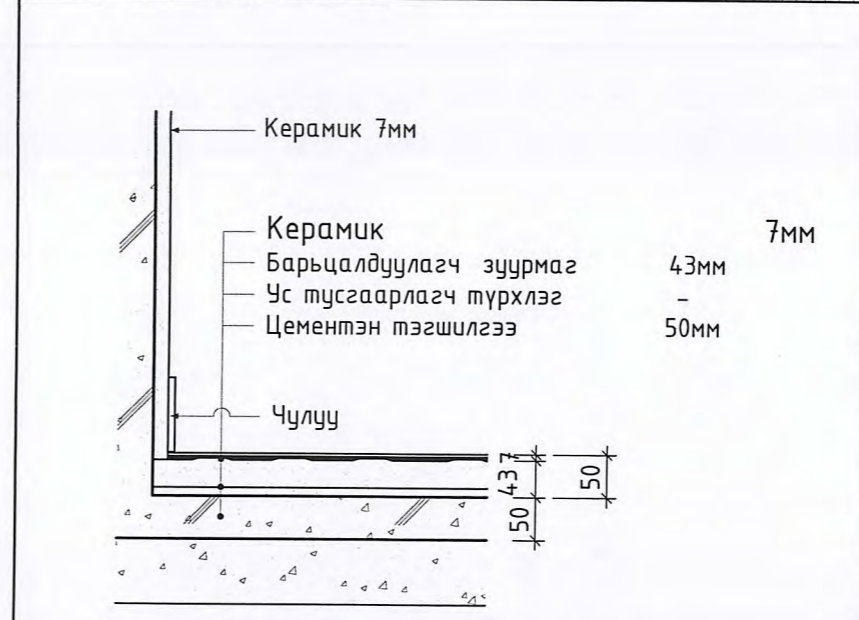 Керамик 7мм
Керамик 7мм
Барьцалдуулагч зуурмаг 43мм
Ус тусгаарлагч түрхлэг -
Цементэн тэгшилгээ 50мм
Чулуу
7
43
50
50